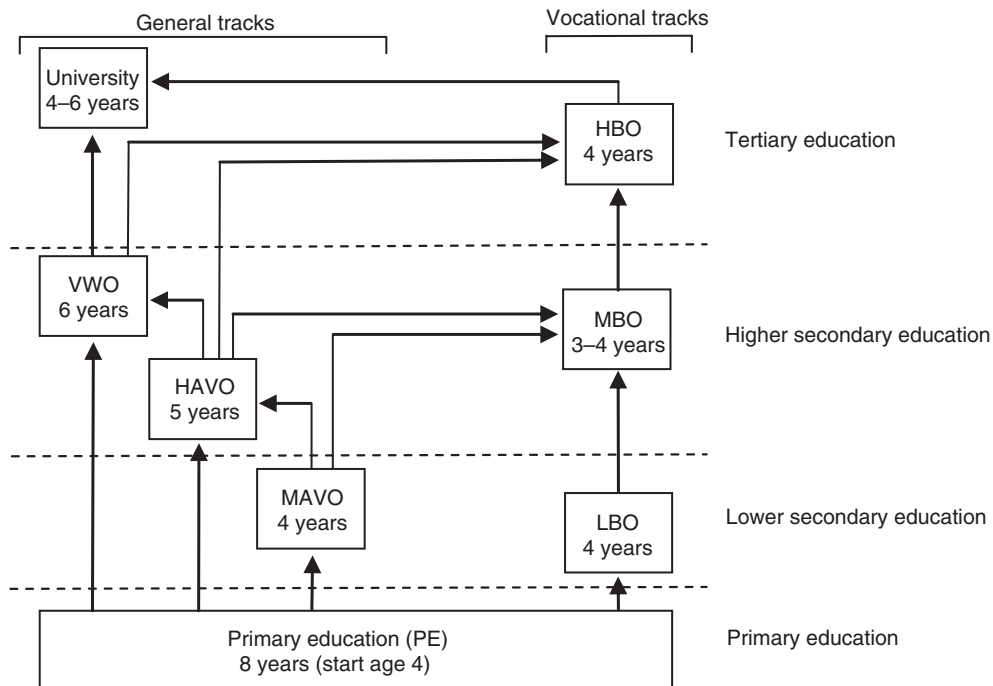 General tracks
Vocational tracks
University
4–6 years
HBO
4 years
Tertiary education
VWO
6 years
MBO
3–4 years
Higher secondary education
HAVO
5 years
MAVO
4 years
LBO
4 years
Lower secondary education
Primary education (PE)
8 years (start age 4)
Primary education